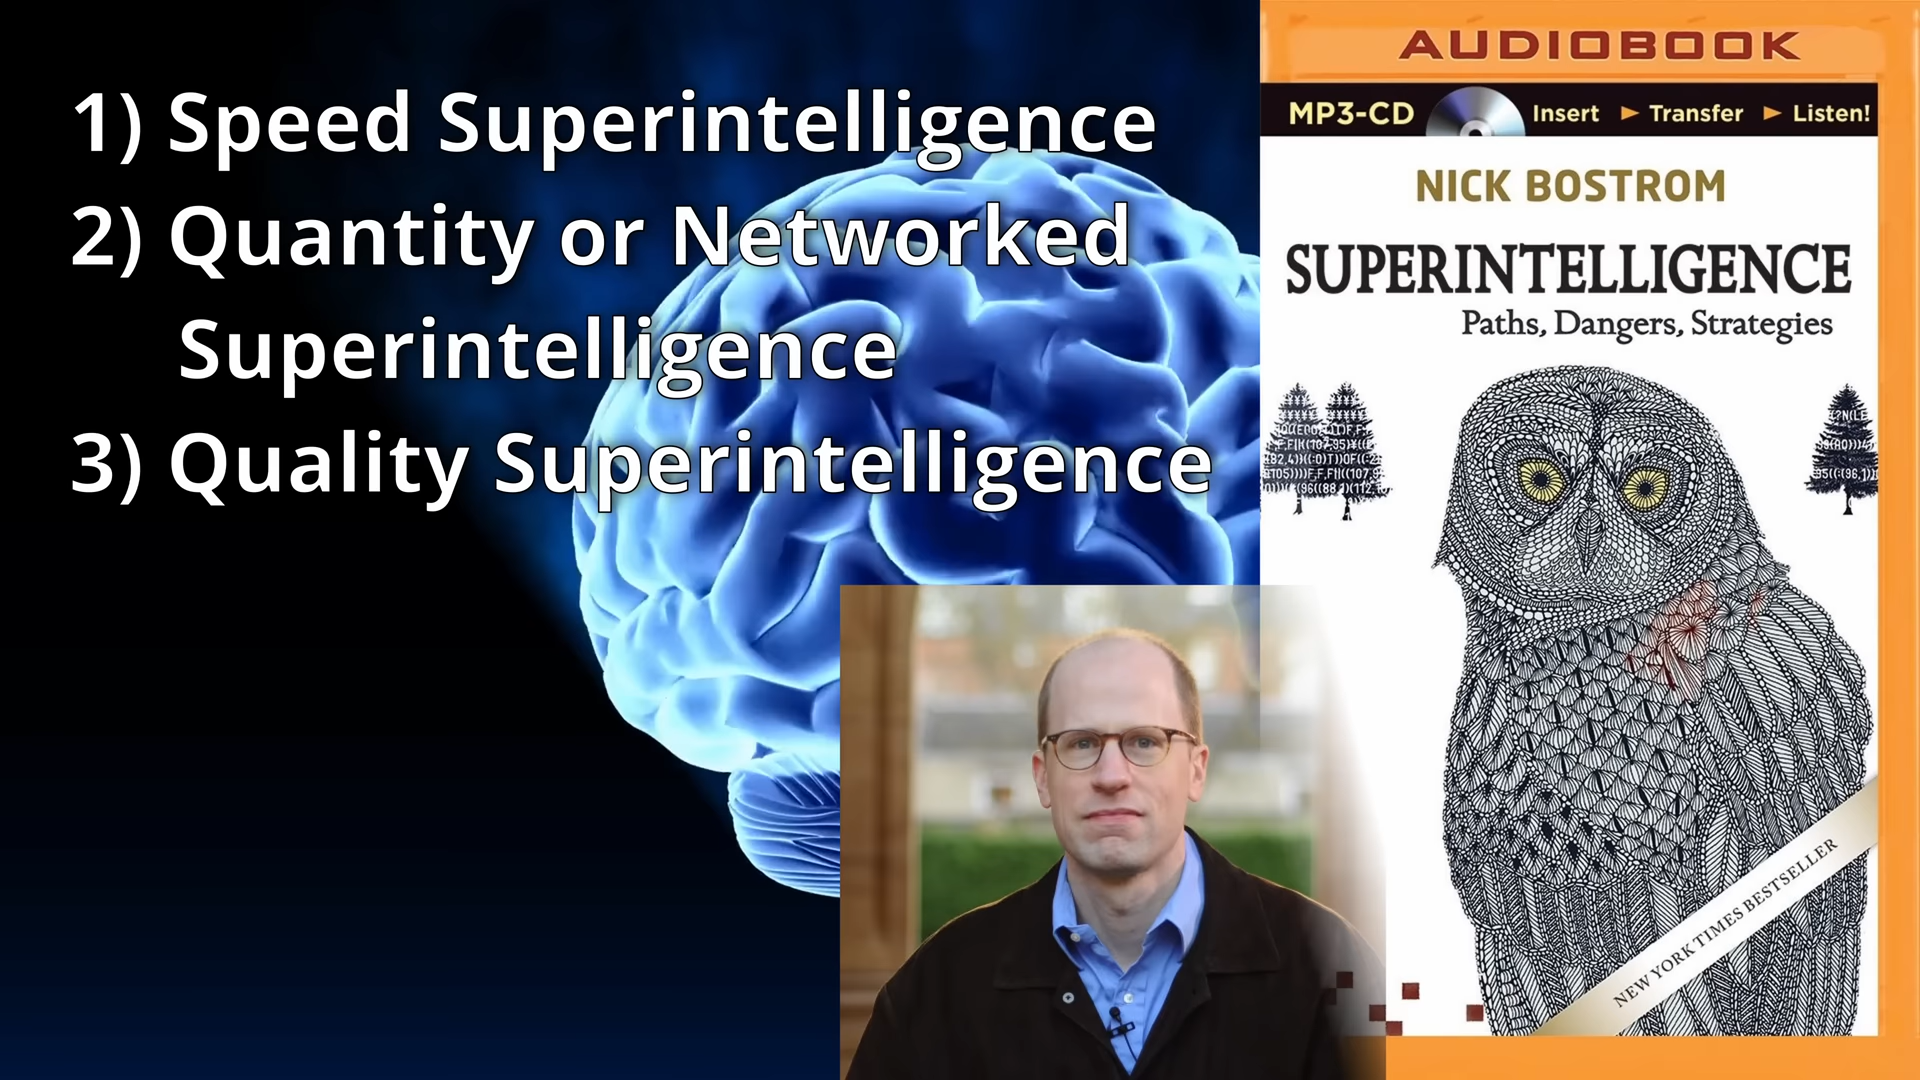 1) Speed Superintelligence
2) Quantity or Networked
Superintelligence
3) Quality Superintelligence
AUDIOBOOK
MP3-CD Insert ► Transfer ► Listen!
NICK BOSTROM
SUPERINTELLIGENCE
Paths, Dangers, Strategies
NEW YORK TIMES BESTSELLER